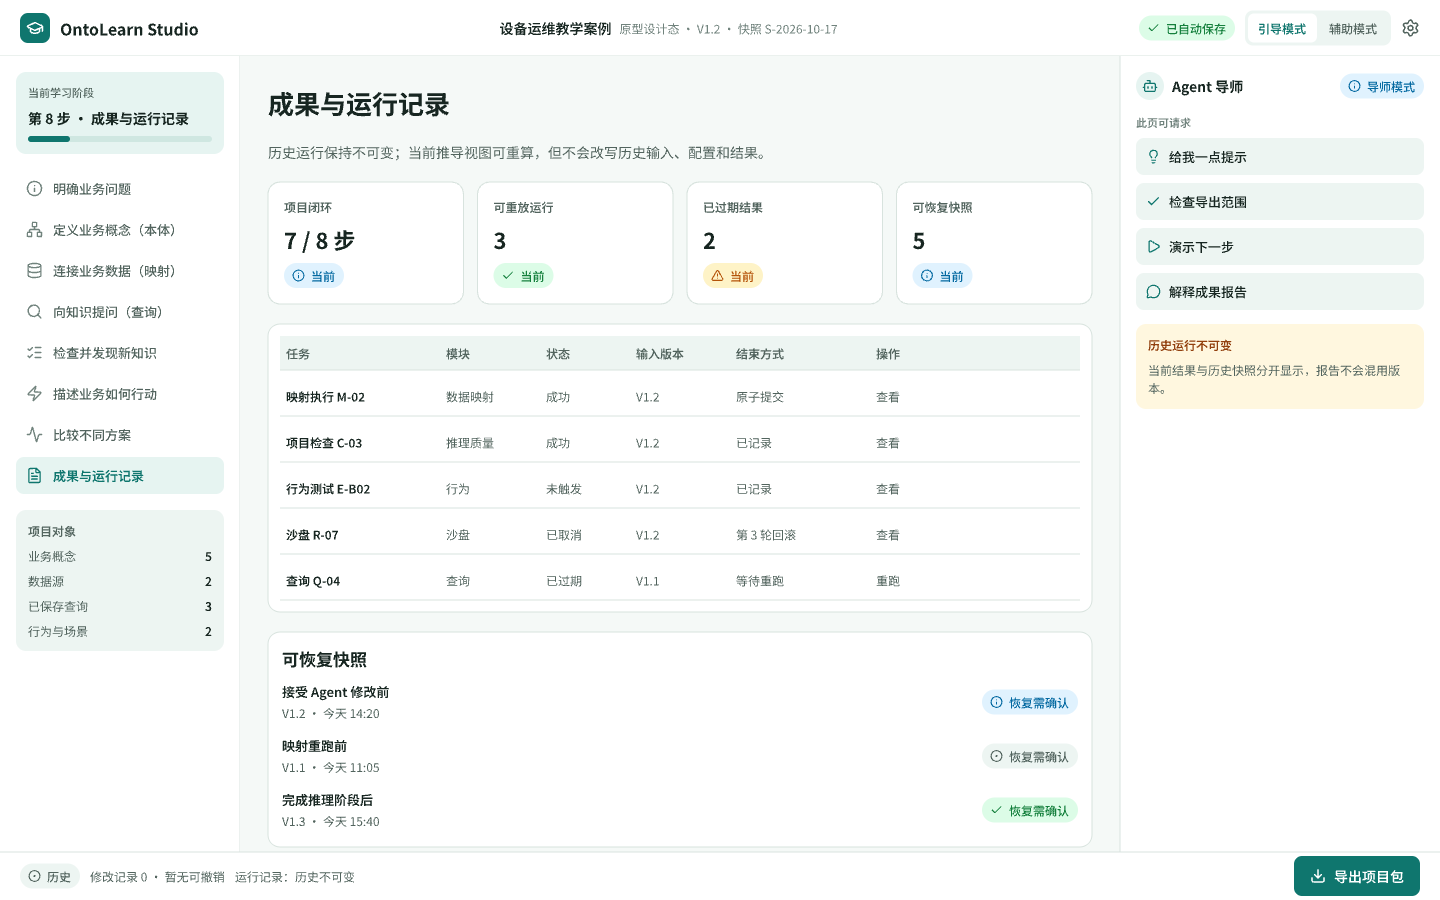 OntoLearn Studio
设备运维教学案例 原型设计态 • V1.2 • 快照 S-2026-10-17
已自动保存
引导模式 辅助模式
当前学习阶段
第 8 步 • 成果与运行记录
明确业务问题
定义业务概念（本体）
连接业务数据（映射）
向知识提问（查询）
检查并发现新知识
描述业务如何行动
比较不同方案
成果与运行记录
项目对象
业务概念 5
数据源 2
已保存查询 3
行为与场景 2
成果与运行记录
历史运行保持不可变；当前推导视图可重算，但不会改写历史输入、配置和结果。
项目闭环
7 / 8 步
当前
可重放运行
3
当前
已过期结果
2
当前
可恢复快照
5
当前
任务 模块 状态 输入版本 结束方式 操作
映射执行 M-02 数据映射 成功 V1.2 原子提交 查看
项目检查 C-03 推理质量 成功 V1.2 已记录 查看
行为测试 E-B02 行为 未触发 V1.2 已记录 查看
沙盘 R-07 沙盘 已取消 V1.2 第 3 轮回滚 查看
查询 Q-04 查询 已过期 V1.1 等待重跑 重跑
可恢复快照
接受 Agent 修改前
V1.2 • 今天 14:20
恢复需确认
映射重跑前
V1.1 • 今天 11:05
恢复需确认
完成推理阶段后
V1.3 • 今天 15:40
恢复需确认
Agent 导师
导师模式
此页可请求
给我一点提示
检查导出范围
演示下一步
解释成果报告
历史运行不可变
当前结果与历史快照分开显示，报告不会混用版
本。
历史 修改记录 0 • 暂无可撤销 运行记录：历史不可变
导出项目包